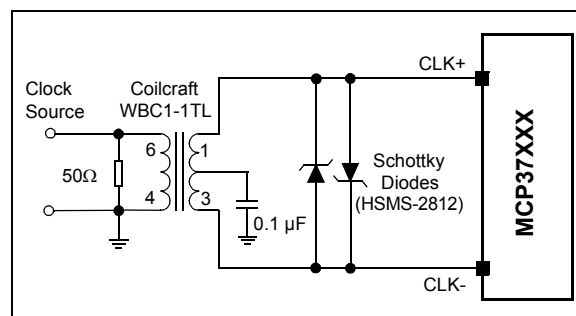 Clock
Source
Coilcraft
WBC1-1TL
CLK+
6
1
50Ω
4
3
0.1 µF
Schottky
Diodes
(HSMS-2812)
CLK-
MCP37XXX